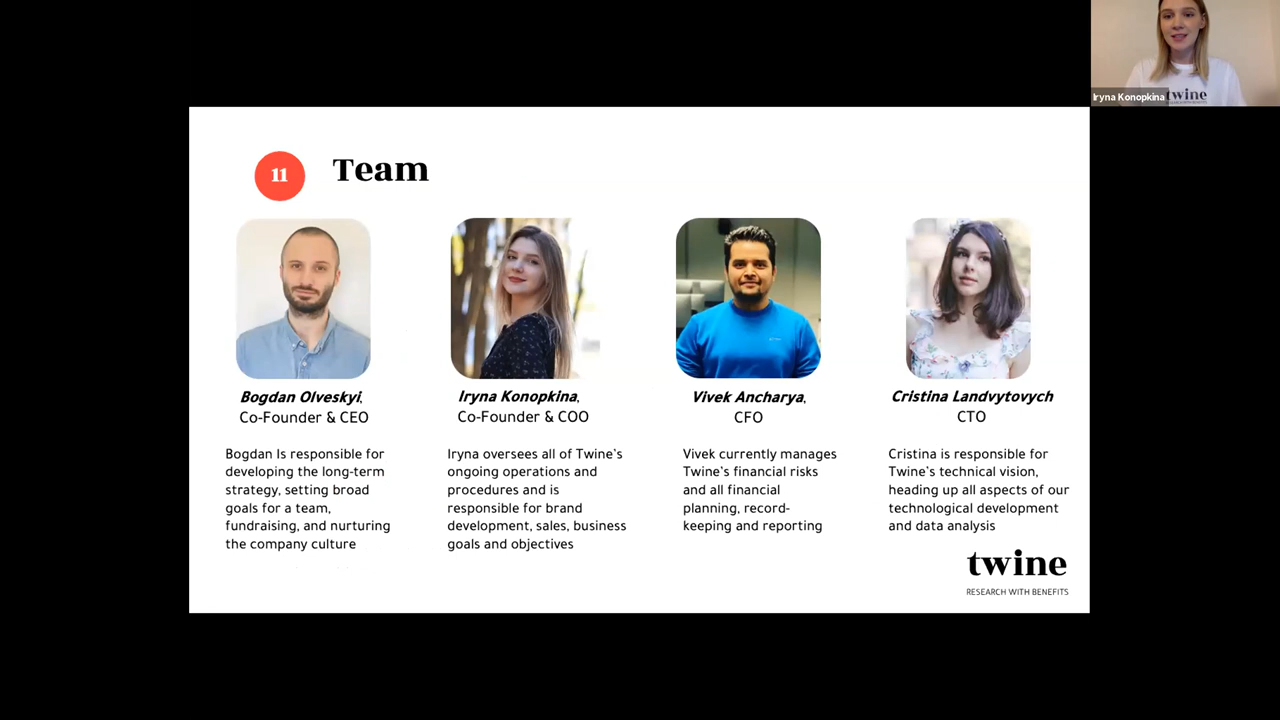 Iryna Konopkina
twine
11
Team
Bogdan Olveskyi,
Co-Founder & CEO
Bogdan Is responsible for
developing the long-term
strategy, setting broad
goals for a team,
fundraising, and nurturing
the company culture
Iryna Konopkina,
Co-Founder & COO
Iryna oversees all of Twine's
ongoing operations and
procedures and is
responsible for brand
development, sales, business
goals and objectives
Vivek Ancharya,
CFO
Vivek currently manages
Twine's financial risks
and all financial
planning, record-
keeping and reporting
Cristina Landvytovych
CTO
Cristina is responsible for
Twine's technical vision,
heading up all aspects of our
technological development
and data analysis
twine
RESEARCH WITH BENEFITS